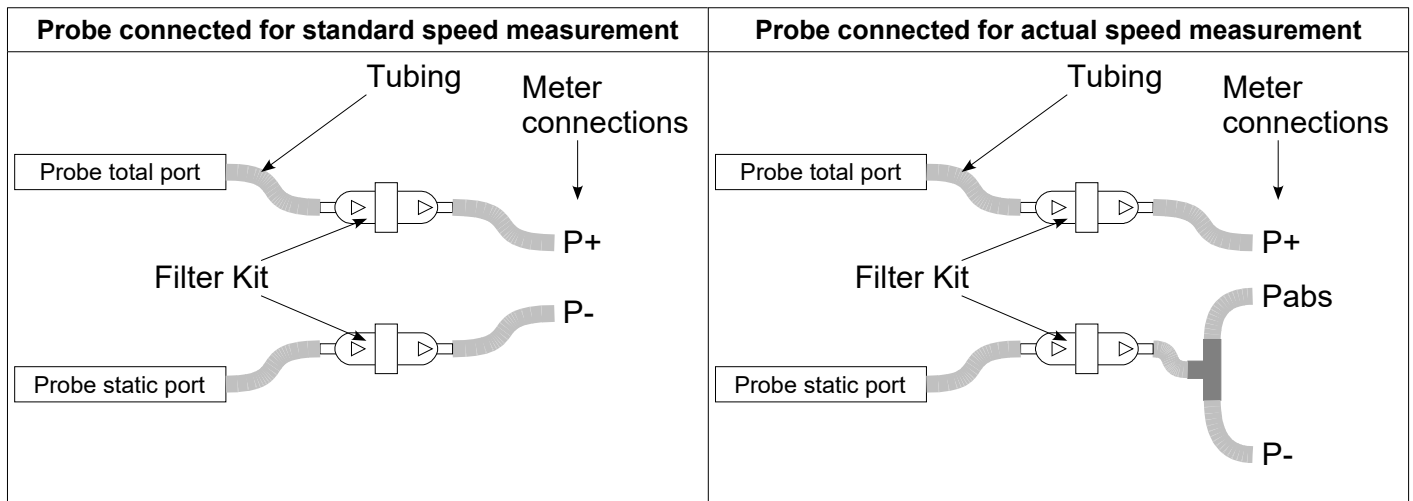 Probe connected for standard speed measurement
Tubing
Meter
connections
Probe total port
P+
Filter Kit
P-
Probe static port
Probe connected for actual speed measurement
Tubing
Meter
connections
Probe total port
P+
Filter Kit
Pabs
Probe static port
P-